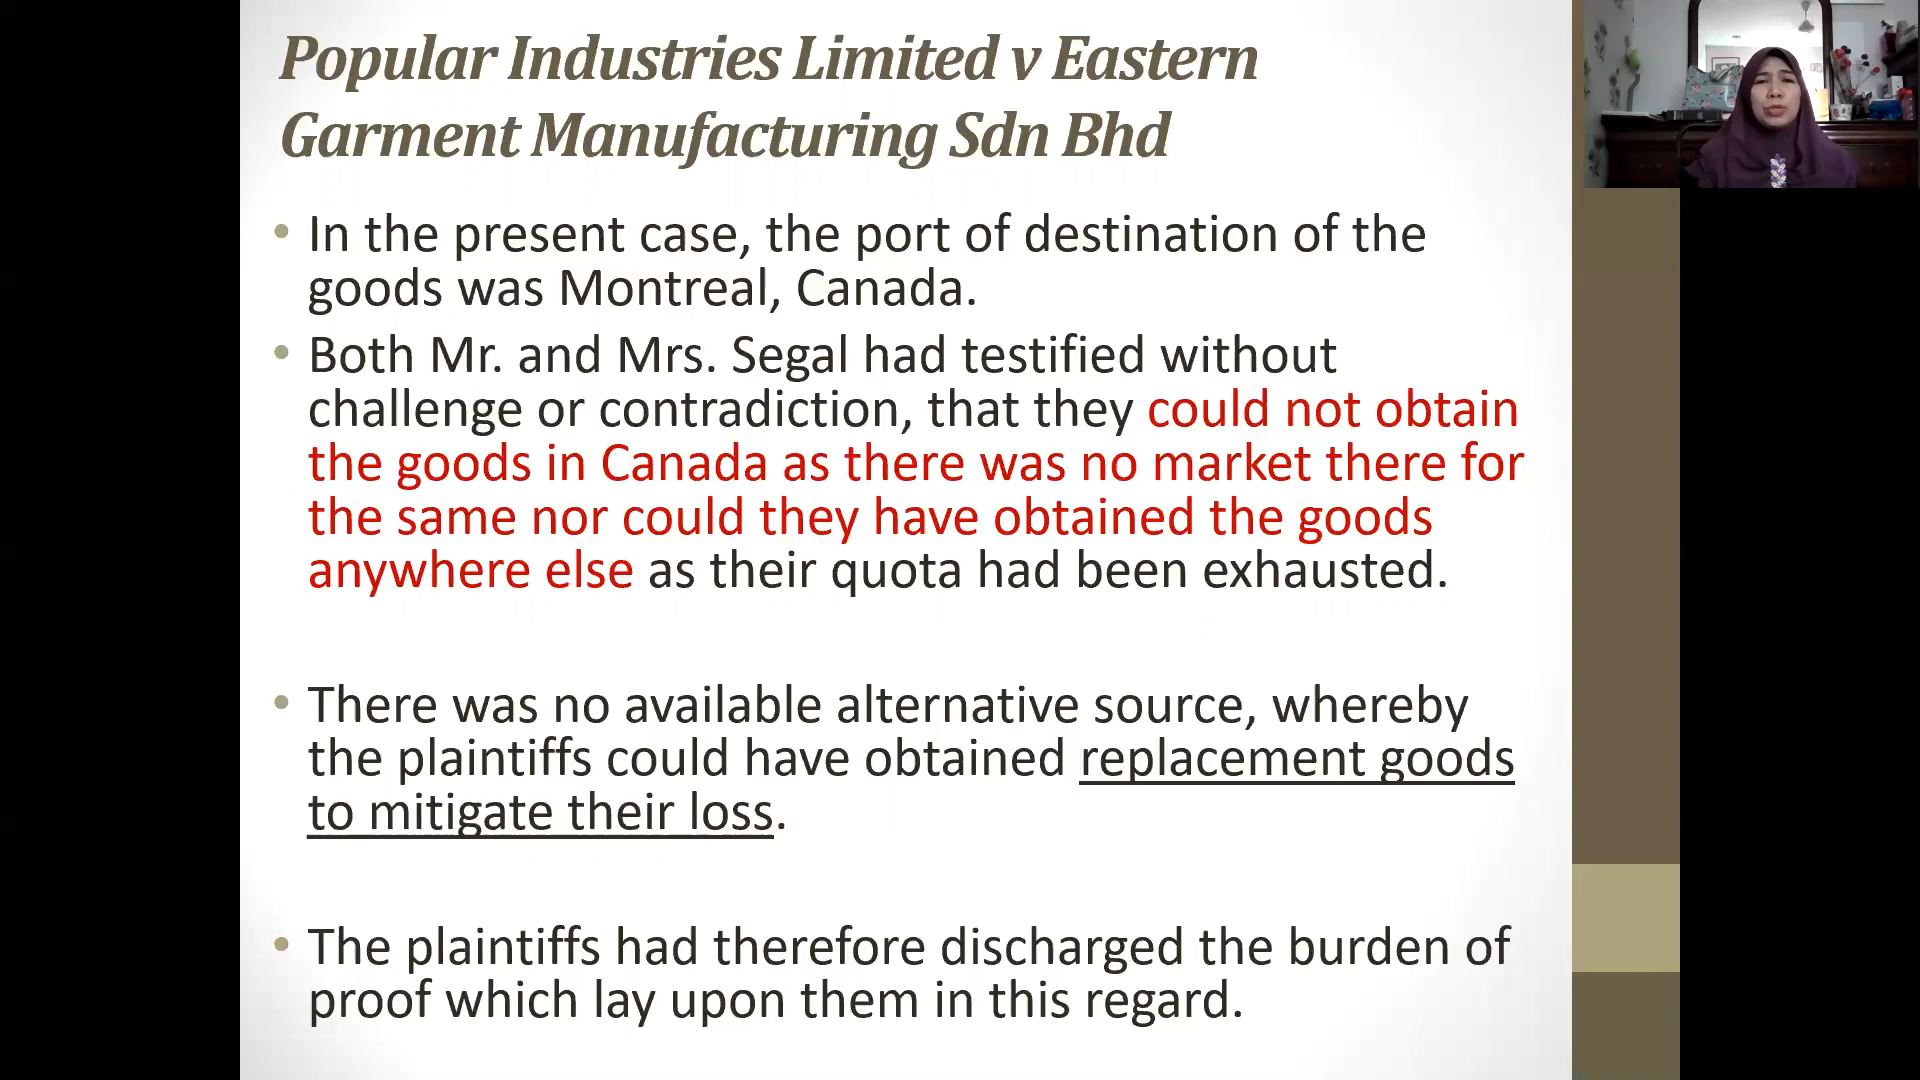 Popular Industries Limited v Eastern
Garment Manufacturing Sdn Bhd
• In the present case, the port of destination of the
goods was Montreal, Canada.
• Both Mr. and Mrs. Segal had testified without
challenge or contradiction, that they could not obtain
the goods in Canada as there was no market there for
the same nor could they have obtained the goods
anywhere else as their quota had been exhausted.
• There was no available alternative source, whereby
the plaintiffs could have obtained replacement goods
to mitigate their loss.
• The plaintiffs had therefore discharged the burden of
proof which lay upon them in this regard.